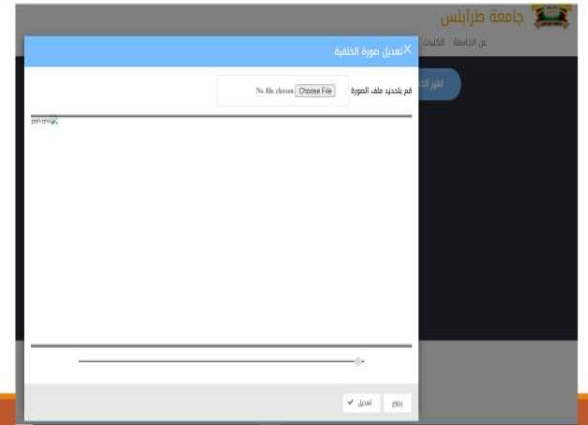 جامعة طرابلس
عن الجامعة الكليات
تعديل صورة الخلفية
تغير
قم بتحديد ملف الصورة Choose File No file chosen
رجوع تعديل